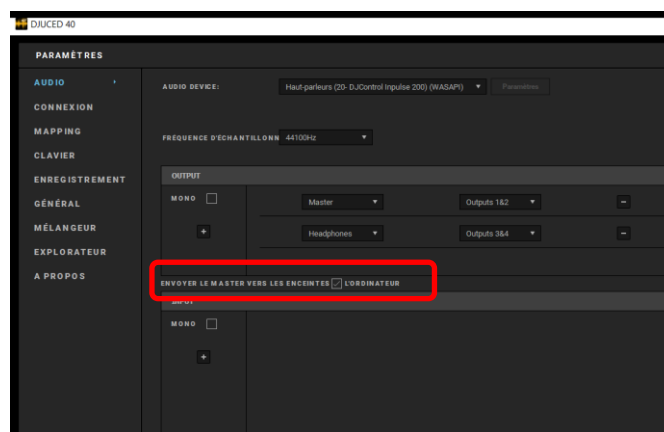 DJUCED 40
PARAMÈTRES
AUDIO
CONNEXION
MAPPING
CLAVIER
ENREGISTREMENT
GÉNÉRAL
MÉLANGEUR
EXPLORATEUR
A PROPOS
AUDIO DEVICE:
Haut-parleurs (20- DJControl Inpulse 200) (WASAPI)
Paramètres
FRÉQUENCE D'ÉCHANTILLONN
44100Hz
OUTPUT
MONO
Master
Outputs 1&2
-
+
Headphones
Outputs 3&4
-
ENVOYER LE MASTER VERS LES ENCEINTES L'ORDINATEUR
INPUT
MONO
+